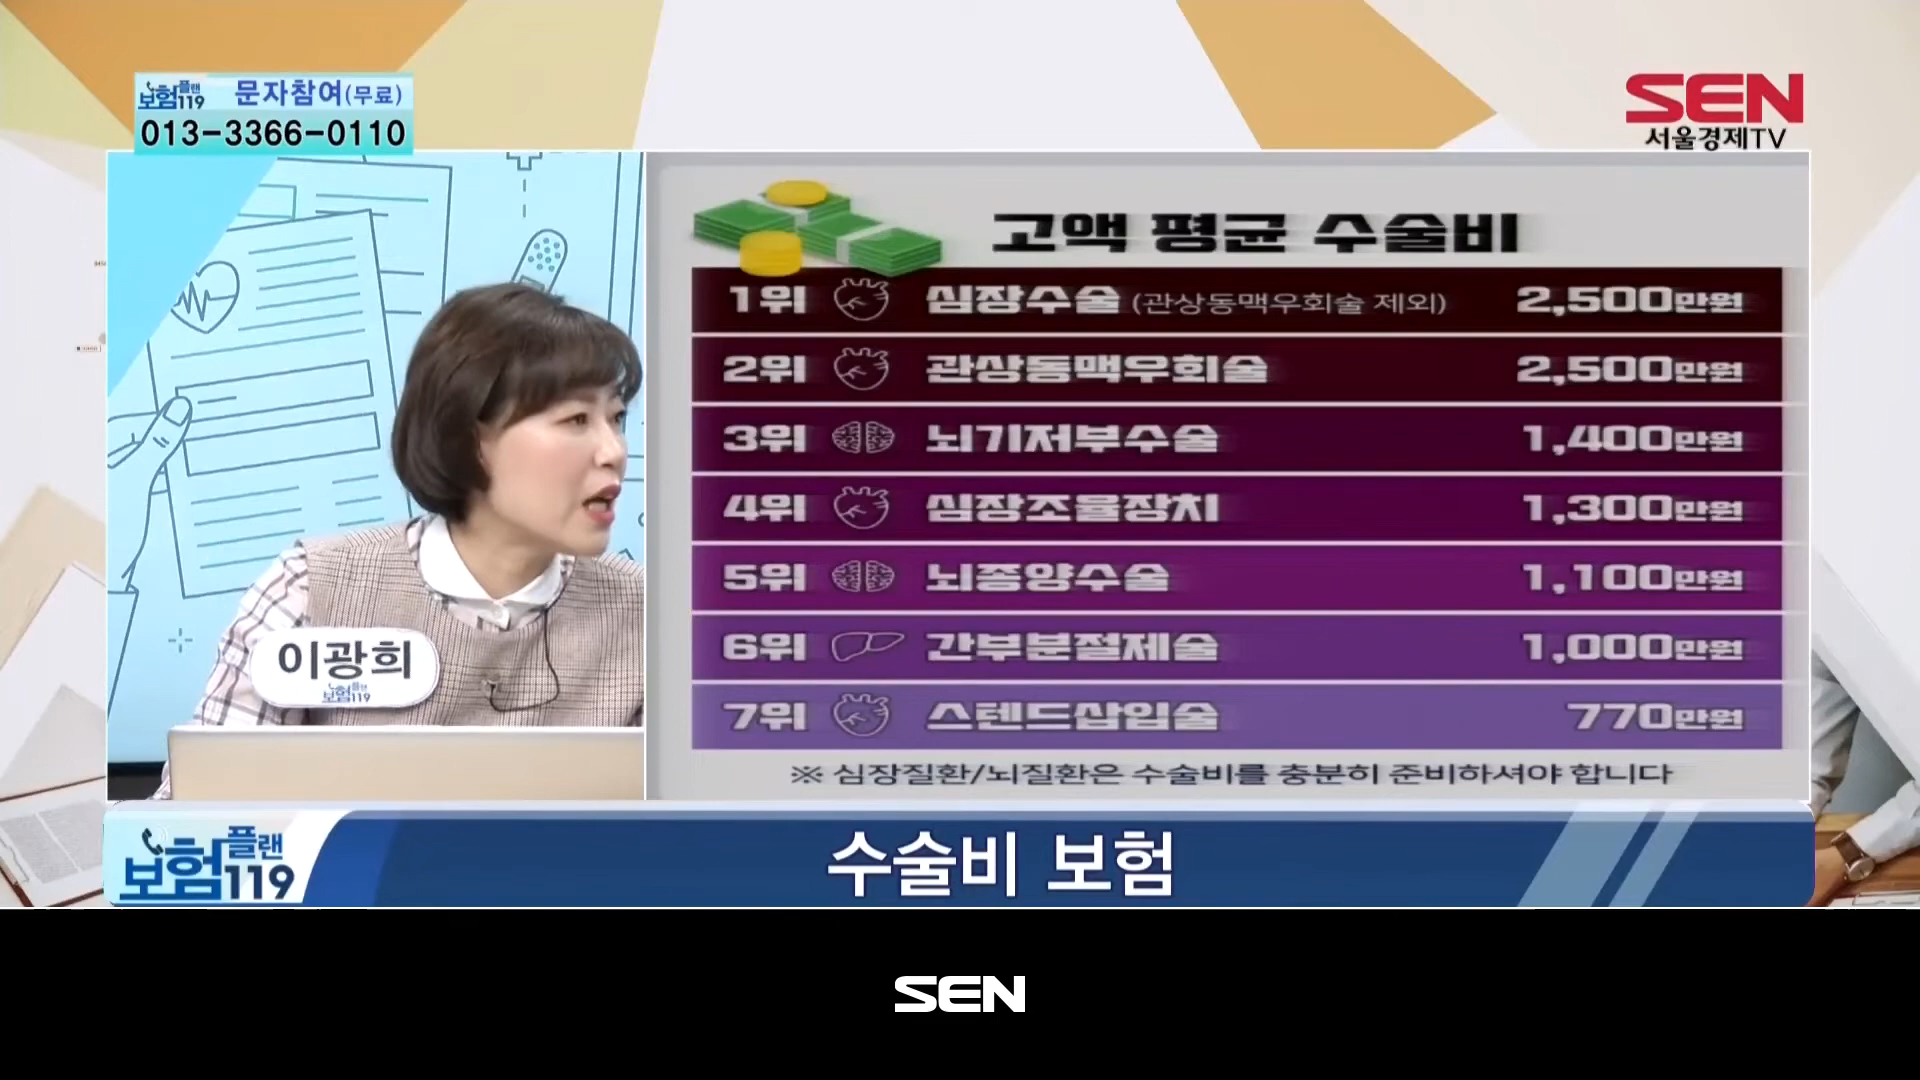 보험플랜119 문자참여(무료)
013-3366-0110
SEN
서울경제TV
고액 평균 수술비
1위 심장수술 (관상동맥우회술 제외) 2,500만원
2위 관상동맥우회술 2,500만원
3위 뇌기저부수술 1,400만원
4위 심장조율장치 1,300만원
5위 뇌종양수술 1,100만원
6위 간부분절제술 1,000만원
7위 스텐드삽입술 770만원
※ 심장질환/뇌질환은 수술비를 충분히 준비하셔야 합니다
이광희
보험플랜119
보험플랜119
수술비 보험
SEN